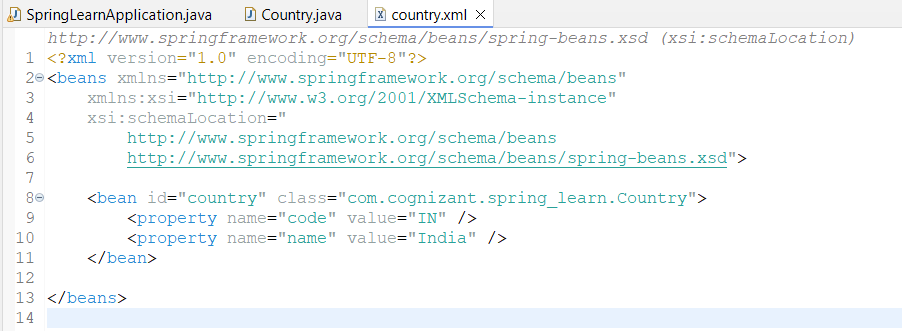 SpringLearnApplication.java Country.java country.xml
http://www.springframework.org/schema/beans/spring-beans.xsd (xsi:schemaLocation)
1 <?xml version="1.0" encoding="UTF-8"?>
2 <beans xmlns="http://www.springframework.org/schema/beans"
3     xmlns:xsi="http://www.w3.org/2001/XMLSchema-instance"
4     xsi:schemaLocation="
5         http://www.springframework.org/schema/beans
6         http://www.springframework.org/schema/beans/spring-beans.xsd">
7
8     <bean id="country" class="com.cognizant.spring_learn.Country">
9         <property name="code" value="IN" />
10         <property name="name" value="India" />
11     </bean>
12
13 </beans>
14